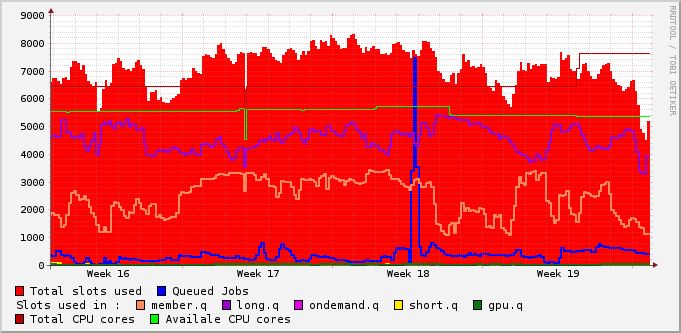 9000
8000
7000
6000
5000
4000
3000
2000
1000
0
Week 16 Week 17 Week 18 Week 19
RRDTOOL / TOBI OETIKER
Total slots used Queued Jobs
Slots used in : member.q long.q ondemand.q short.q gpu.q
Total CPU cores Availale CPU cores